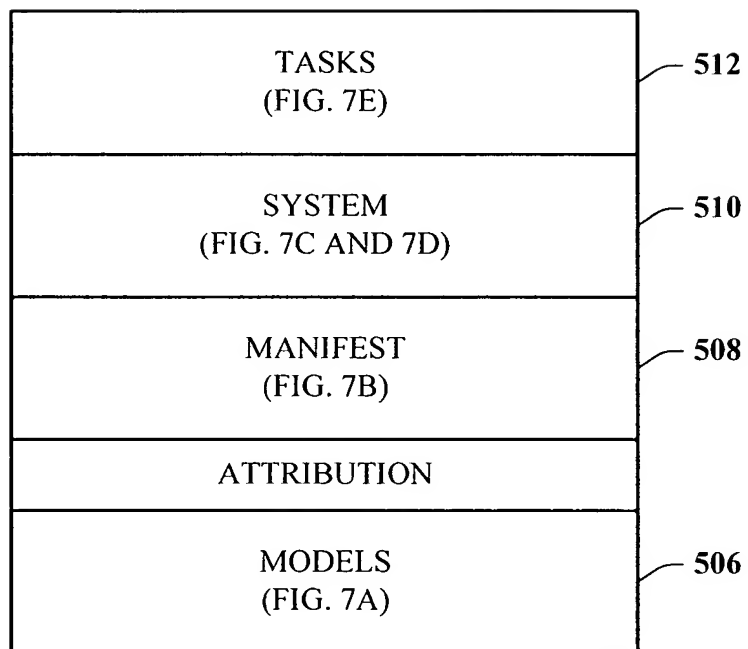 TASKS
(FIG. 7E)
512
SYSTEM
(FIG. 7C AND 7D)
510
MANIFEST
(FIG. 7B)
508
ATTRIBUTION
MODELS
(FIG. 7A)
506